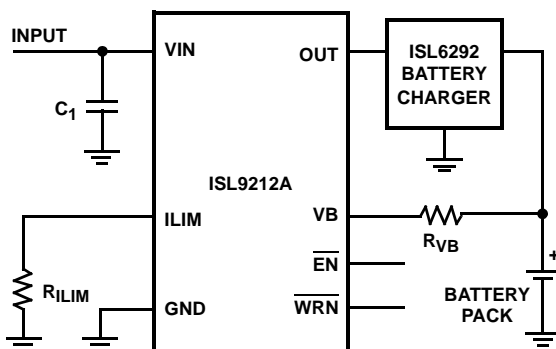 INPUT
VIN
OUT
ISL6292
BATTERY
CHARGER
C1
ISL9212A
ILIM
VB
RVB
EN
RILIM
GND
WRN
+
BATTERY
PACK